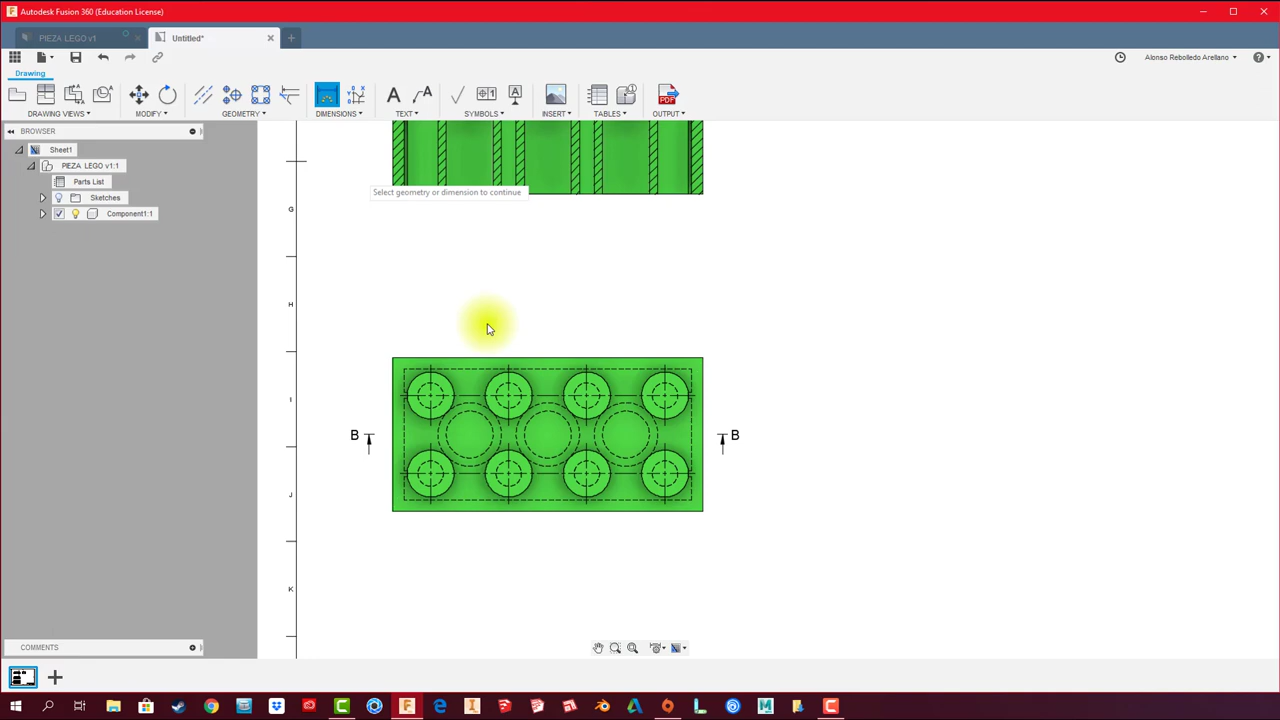 Autodesk Fusion 360 (Education License)
PIEZA LEGO v1
Untitled*
Alonso Rebolledo Arellano
Drawing
DRAWING VIEWS
MODIFY
GEOMETRY
DIMENSIONS
TEXT
SYMBOLS
INSERT
TABLES
OUTPUT
PDF
BROWSER
Sheet1
PIEZA LEGO v1:1
Parts List
Sketches
Component1:1
Select geometry or dimension to continue
G
H
I
J
K
B
B
COMMENTS